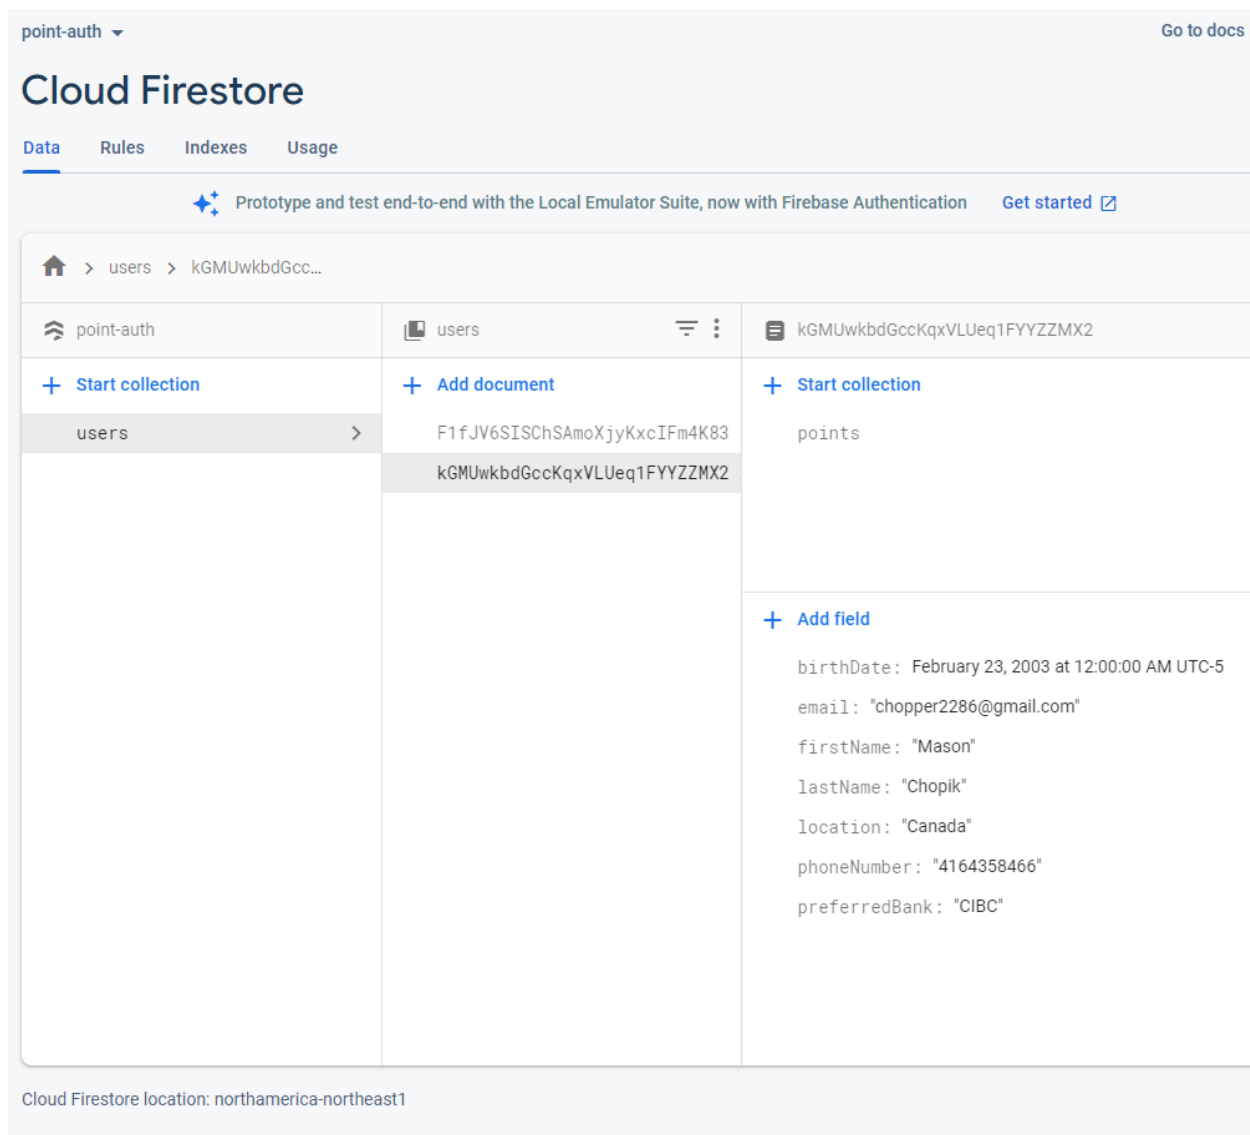 point-auth
Go to docs
Cloud Firestore
Data Rules Indexes Usage
Prototype and test end-to-end with the Local Emulator Suite, now with Firebase Authentication Get started
users kGMUwkbdGcc...
point-auth
Start collection
users
users
Add document
F1fJV6SISChSAmoXjyKxcIFm4K83
kGMUwkbdGccKqxVLUeq1FYYZZMX2
kGMUwkbdGccKqxVLUeq1FYYZZMX2
Start collection
points
Add field
birthDate: February 23, 2003 at 12:00:00 AM UTC-5
email: "chopper2286@gmail.com"
firstName: "Mason"
lastName: "Chopik"
location: "Canada"
phoneNumber: "4164358466"
preferredBank: "CIBC"
Cloud Firestore location: northamerica-northeast1